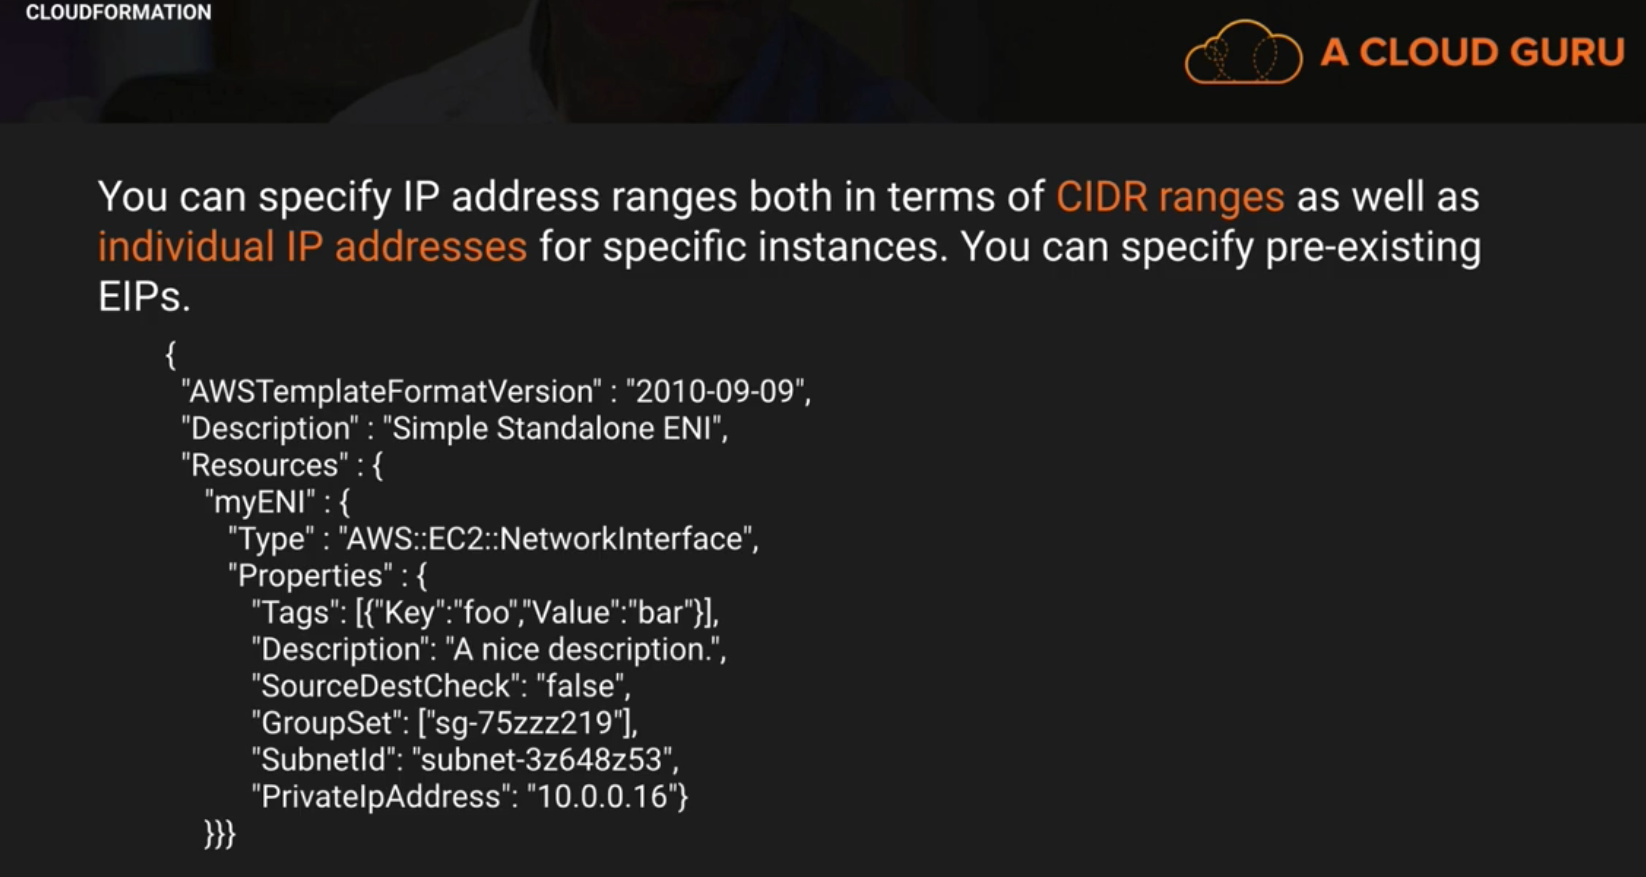 CLOUDFORMATION
A CLOUD GURU
You can specify IP address ranges both in terms of CIDR ranges as well as
individual IP addresses for specific instances. You can specify pre-existing
EIPs.
{
"AWSTemplateFormatVersion" : "2010-09-09",
"Description" : "Simple Standalone ENI",
"Resources" : {
"myENI" : {
"Type" : "AWS::EC2::NetworkInterface",
"Properties" : {
"Tags": [{"Key":"foo","Value":"bar"}],
"Description": "A nice description.",
"SourceDestCheck": "false",
"GroupSet": ["sg-75zzz219"],
"SubnetId": "subnet-3z648z53",
"PrivateIpAddress": "10.0.0.16"}
}}}